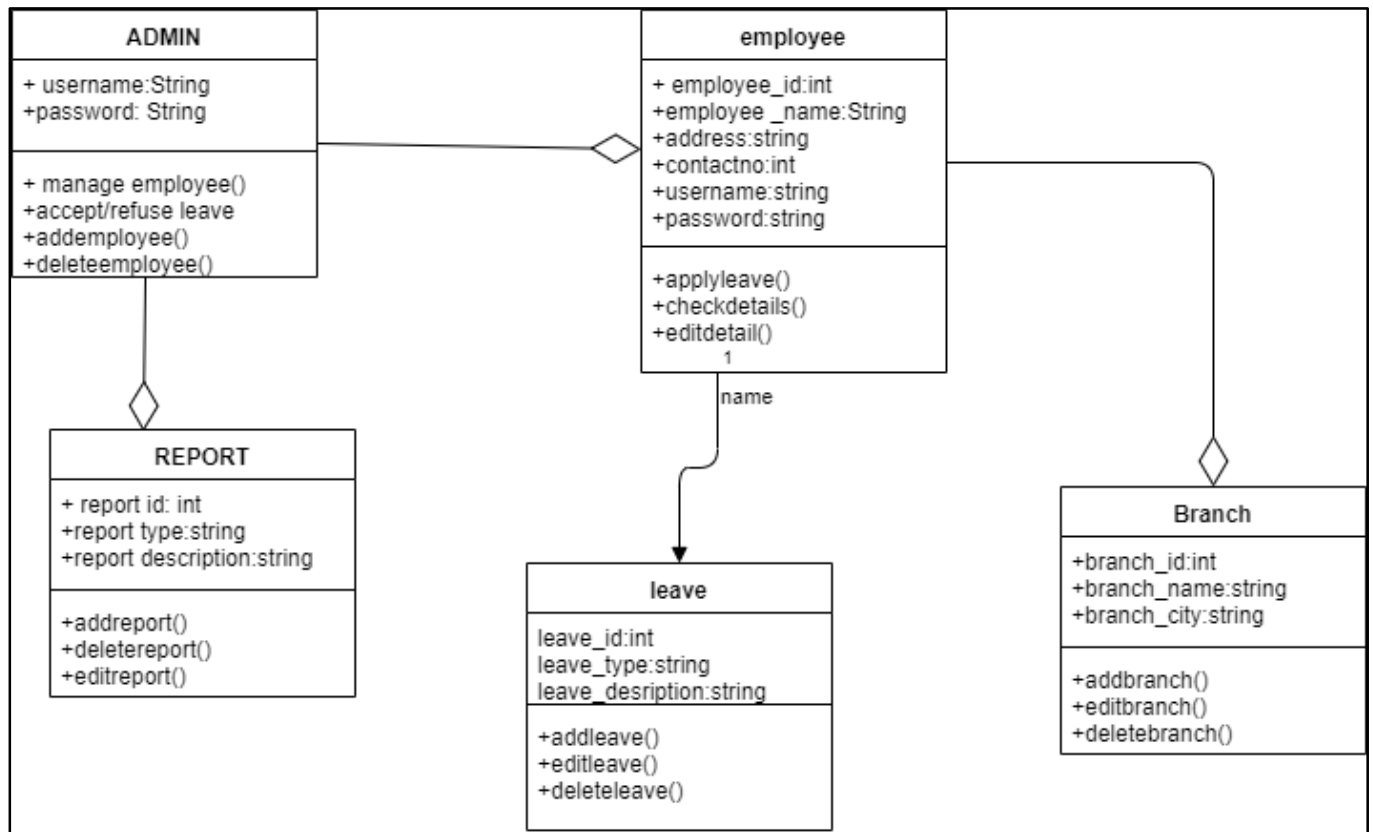 ADMIN
+ username:String
+password: String
+ manage employee()
+accept/refuse leave
+addemployee()
+deleteemployee()
employee
+ employee_id:int
+employee _name:String
+address:string
+contactno:int
+username:string
+password:string
+applyleave()
+checkdetails()
+editdetail()
1
name
REPORT
+ report id: int
+report type:string
+report description:string
+addreport()
+deletereport()
+editreport()
leave
leave_id:int
leave_type:string
leave_desription:string
+addleave()
+editleave()
+deleteleave()
Branch
+branch_id:int
+branch_name:string
+branch_city:string
+addbranch()
+editbranch()
+deletebranch()